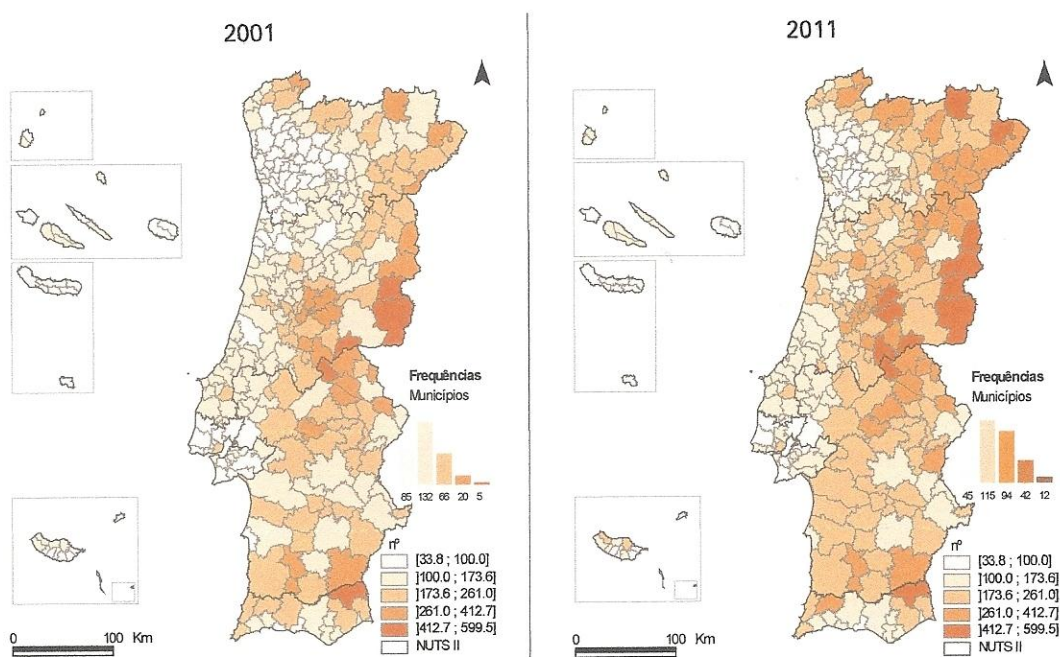 2001
Frequências
Municípios
85 132 66 20 5
nº
[33.8 ; 100.0]
]100.0 ; 173.6]
]173.6 ; 261.0]
]261.0 ; 412.7]
]412.7 ; 599.5]
NUTS II
0 100 Km
2011
Frequências
Municípios
45 115 94 42 12
nº
[33.8 ; 100.0]
]100.0 ; 173.6]
]173.6 ; 261.0]
]261.0 ; 412.7]
]412.7 ; 599.5]
NUTS II
0 100 Km